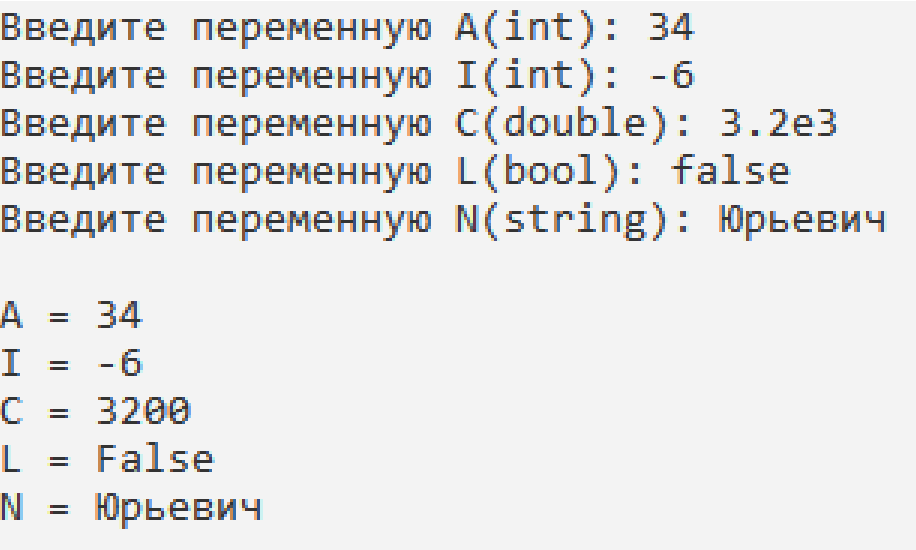 Введите переменную A(int): 34
Введите переменную I(int): -6
Введите переменную C(double): 3.2e3
Введите переменную L(bool): false
Введите переменную N(string): Юрьевич
A = 34
I = -6
C = 3200
L = False
N = Юрьевич